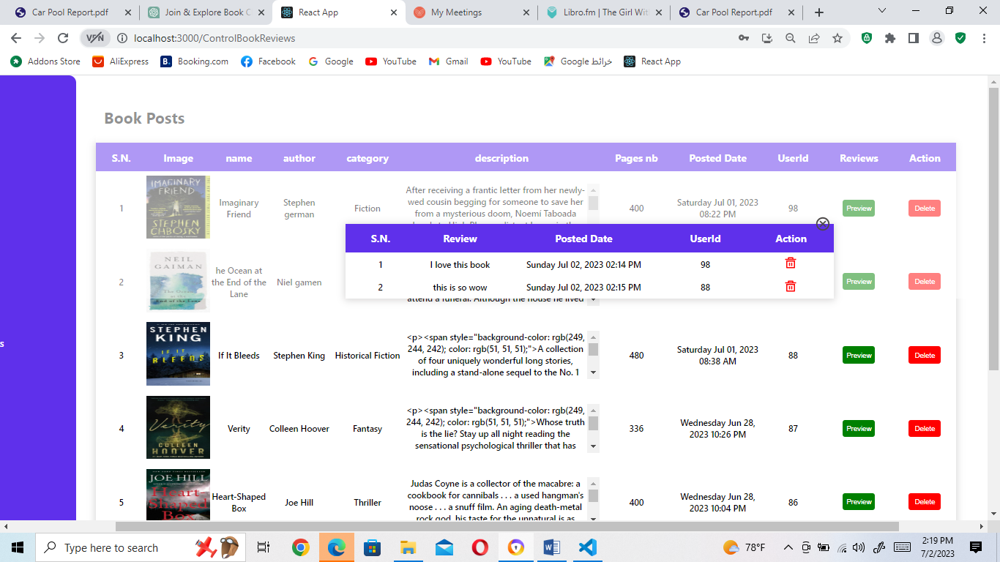 Car Pool Report.pdf
Join & Explore Book C
React App
My Meetings
Libro.fm | The Girl Wit
Car Pool Report.pdf
VPN
localhost:3000/ControlBookReviews
Addons Store
AliExpress
B.
Booking.com
Facebook
Google
YouTube
Gmail
YouTube
خرائط Google
React App
Book Posts
S.N. Image name author category description Pages nb Posted Date UserId Reviews Action
1
IMAGINARY
FRIEND
STEPHEN
CHBOSKY
Imaginary
Friend
Stephen
german
Fiction
After receiving a frantic letter from her newly-
wed cousin begging for someone to save her
from a mysterious doom, Noemí Taboada
400
Saturday Jul 01, 2023
08:22 PM
98
Preview
Delete
S.N. Review Posted Date UserId Action
1 I love this book Sunday Jul 02, 2023 02:14 PM 98
2 this is so wow Sunday Jul 02, 2023 02:15 PM 88
2
NEIL
GAIMAN
The Ocean
End of the Lane
he Ocean at
the End of the
Lane
Niel gamen
attend a funeral. Although the house he lived
Preview
Delete
s
3
STEPHEN
KING
IF IT
BLEEDS
If It Bleeds
Stephen King
Historical Fiction
<p><span style="background-color: rgb(249,
244, 242); color: rgb(51, 51, 51);">A collection
of four uniquely wonderful long stories,
including a stand-alone sequel to the No. 1
480
Saturday Jul 01, 2023
08:38 AM
88
Preview
Delete
4
Verity
COLLEEN
HOOVER
Verity
Colleen Hoover
Fantasy
<p><span style="background-color: rgb(249,
244, 242); color: rgb(51, 51, 51);">Whose truth
is the lie? Stay up all night reading the
sensational psychological thriller that has
336
Wednesday Jun 28,
2023 10:26 PM
87
Preview
Delete
5
JOE HILL
Heart-
Shaped
Box
Heart-Shaped
Box
Joe Hill
Thriller
Judas Coyne is a collector of the macabre: a
cookbook for cannibals . . . a used hangman's
noose . . . a snuff film. An aging death-metal
rock god, his taste for the unnatural is as
400
Wednesday Jun 28,
2023 10:04 PM
86
Preview
Delete
Type here to search
78°F
2:19 PM
7/2/2023